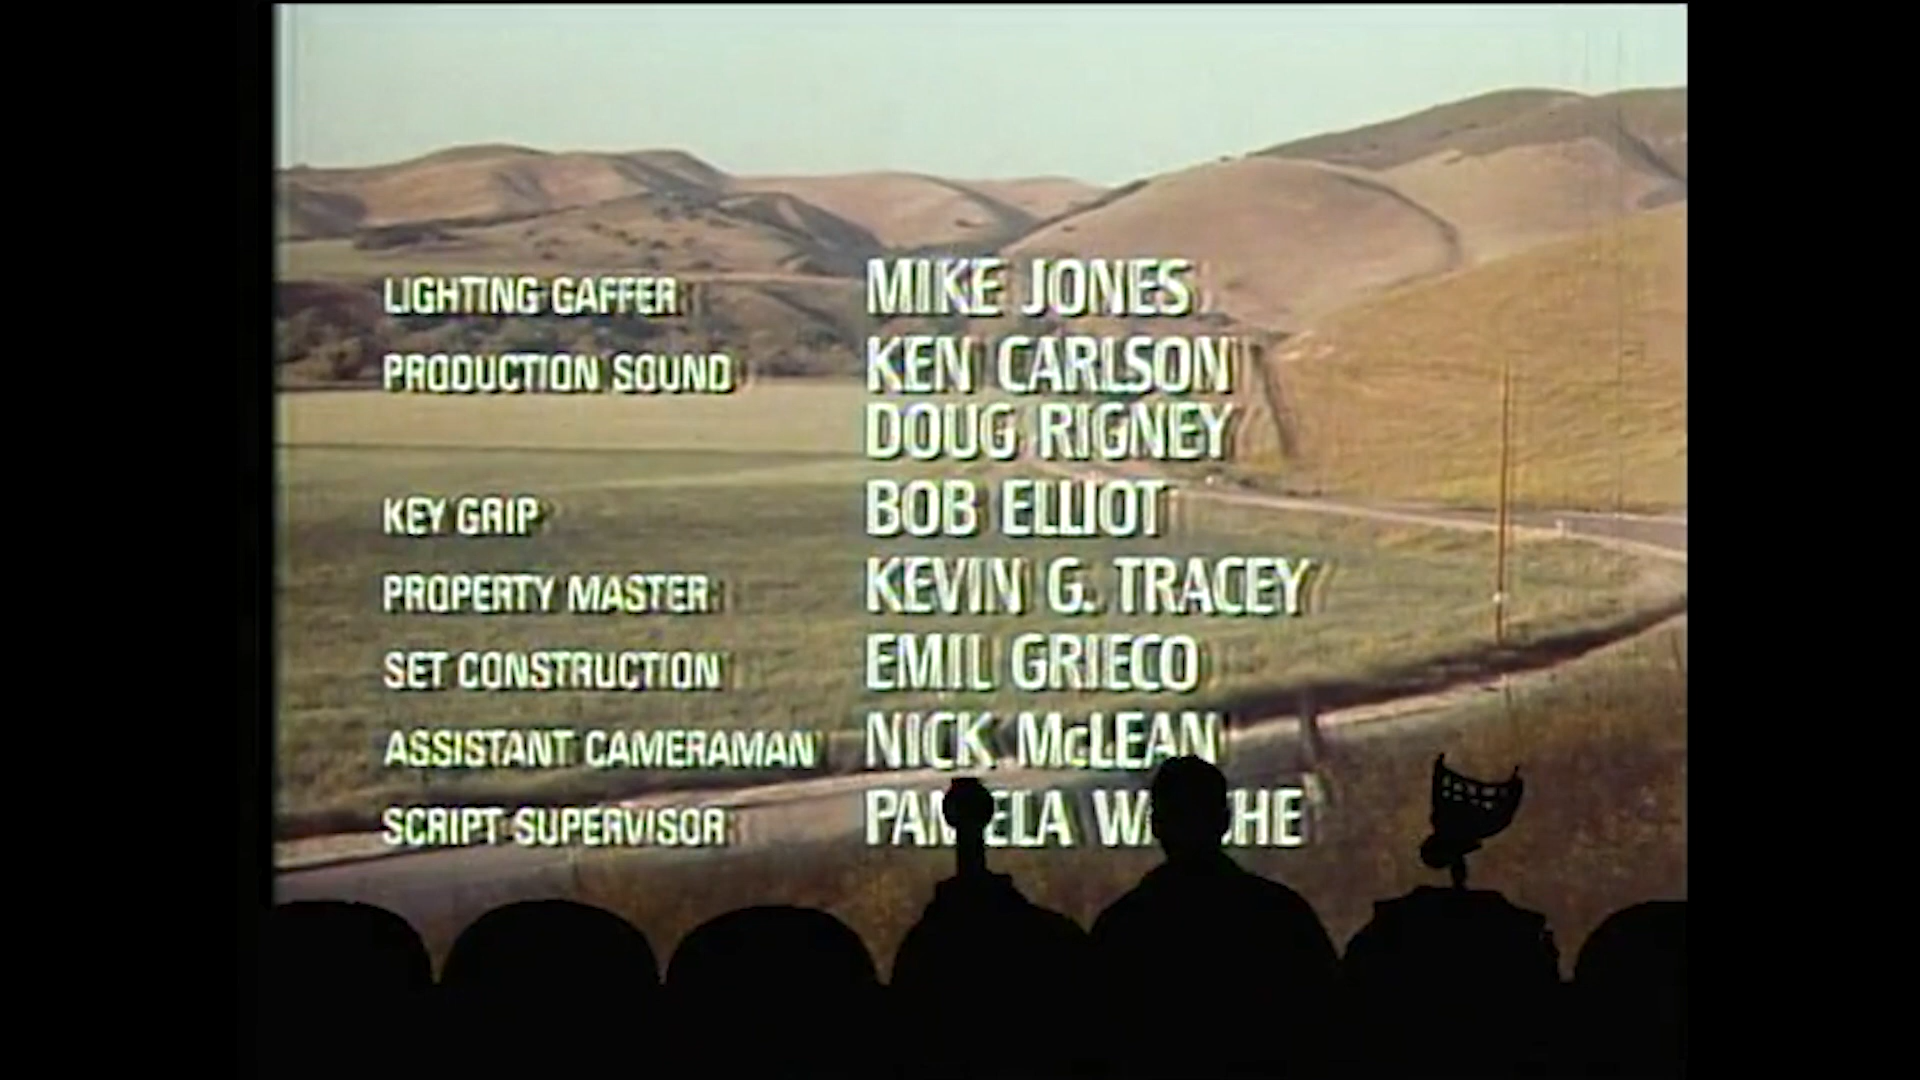 LIGHTING GAFFER MIKE JONES
PRODUCTION SOUND KEN CARLSON
DOUG RIGNEY
KEY GRIP BOB ELLIOT
PROPERTY MASTER KEVIN G. TRACEY
SET CONSTRUCTION EMIL GRIECO
ASSISTANT CAMERAMAN NICK McLEAN
SCRIPT SUPERVISOR PAMELA